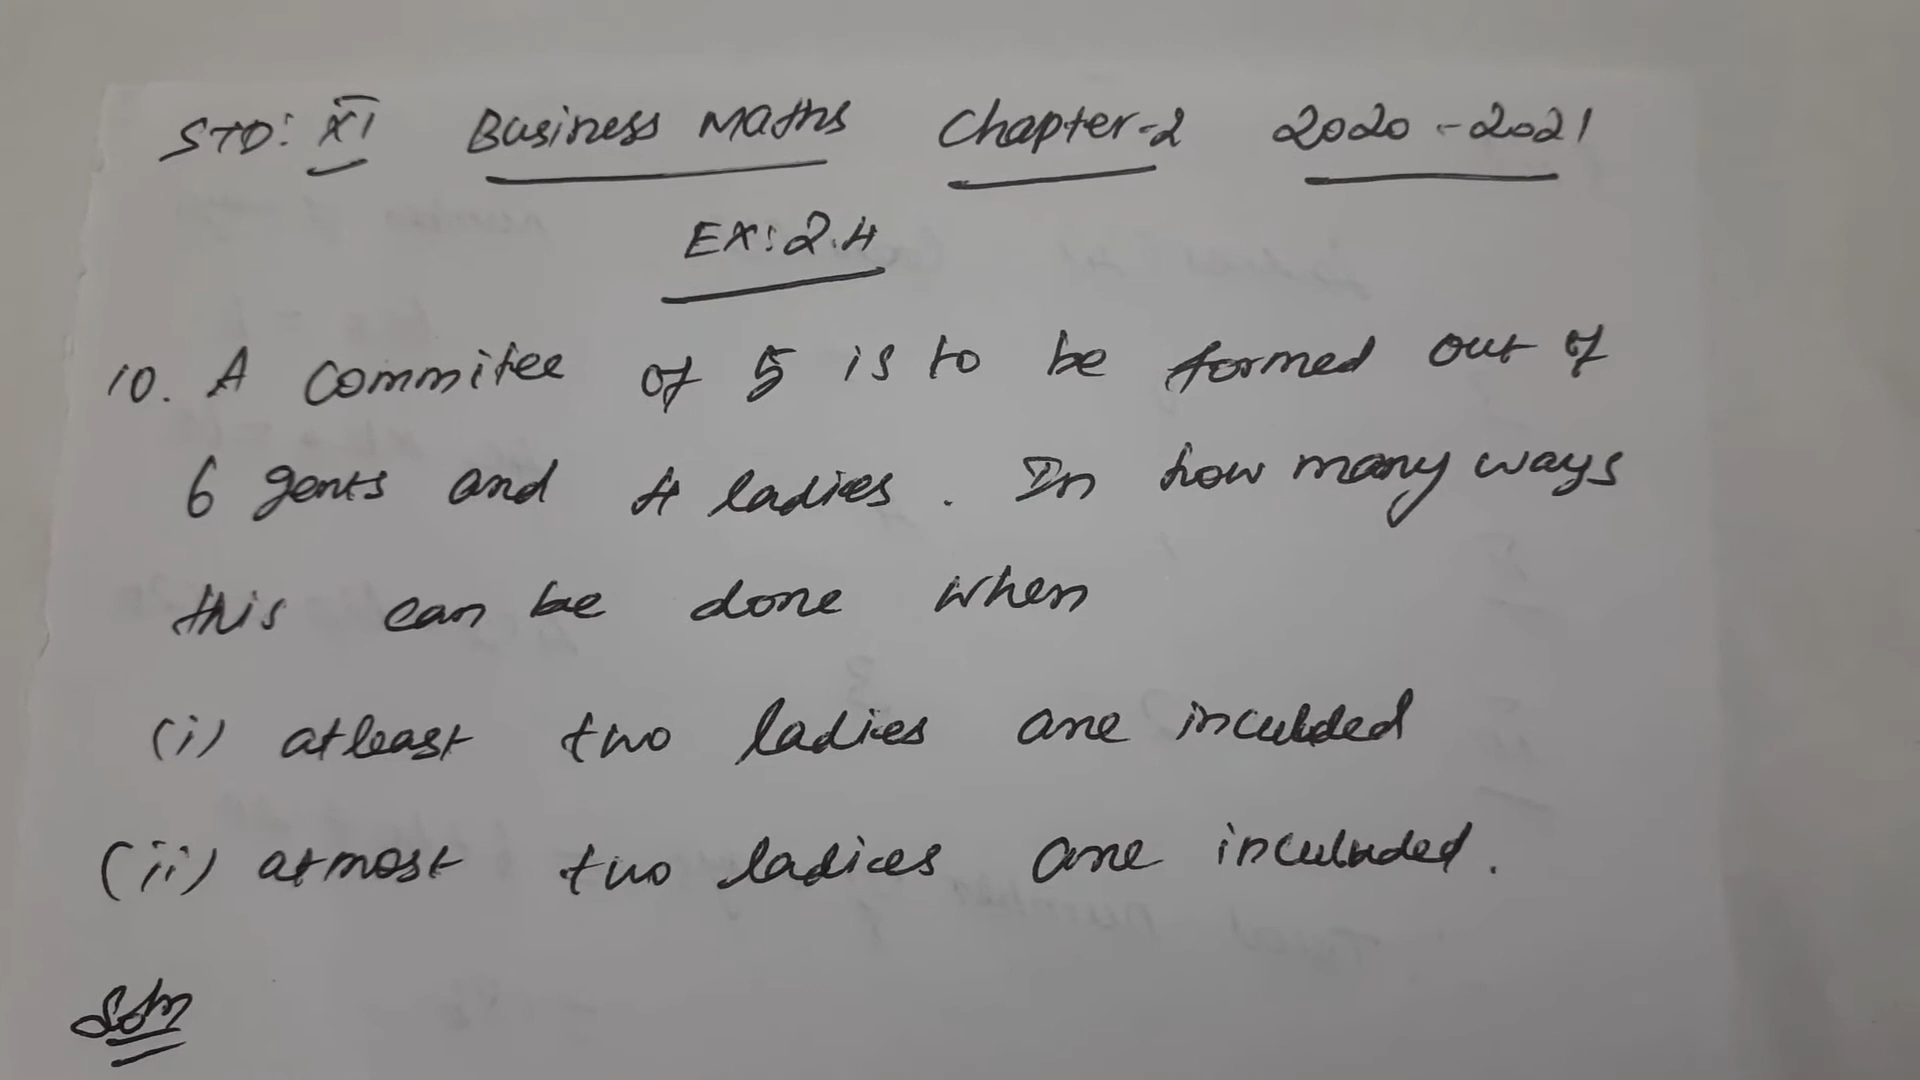 STD: XI Business Maths Chapter-2 2020-2021
EX: 2.4
10. A Commitee of 5 is to be formed out of
6 gents and 4 ladies. In how many ways
this can be done when
(i) atleast two ladies are inculded
(ii) atmost two ladies are inculuded.
Soln